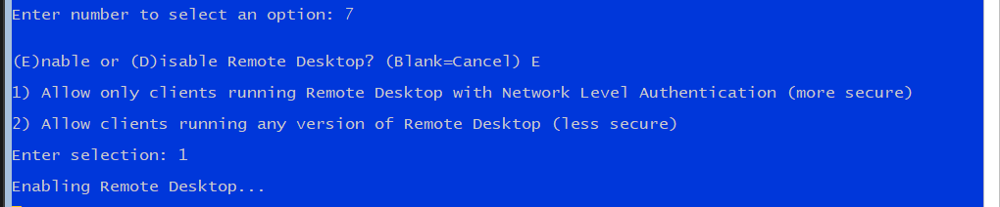 Enter number to select an option: 7
(E)nable or (D)isable Remote Desktop? (Blank=Cancel) E
1) Allow only clients running Remote Desktop with Network Level Authentication (more secure)
2) Allow clients running any version of Remote Desktop (less secure)
Enter selection: 1
Enabling Remote Desktop...